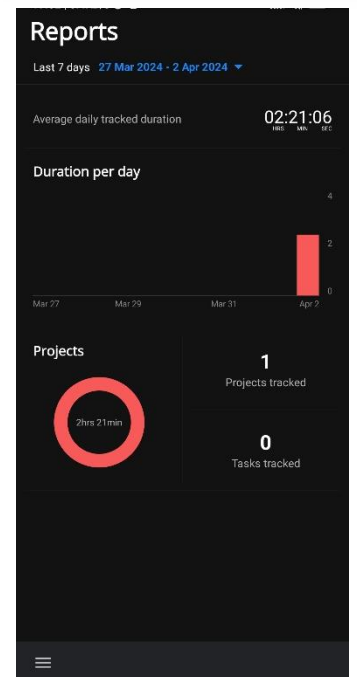 Reports
Last 7 days 27 Mar 2024 - 2 Apr 2024
Average daily tracked duration 02:21:06
HRS MIN SEC
Duration per day
4
2
0
Mar 27 Mar 29 Mar 31 Apr 2
Projects
2hrs 21min
1
Projects tracked
0
Tasks tracked